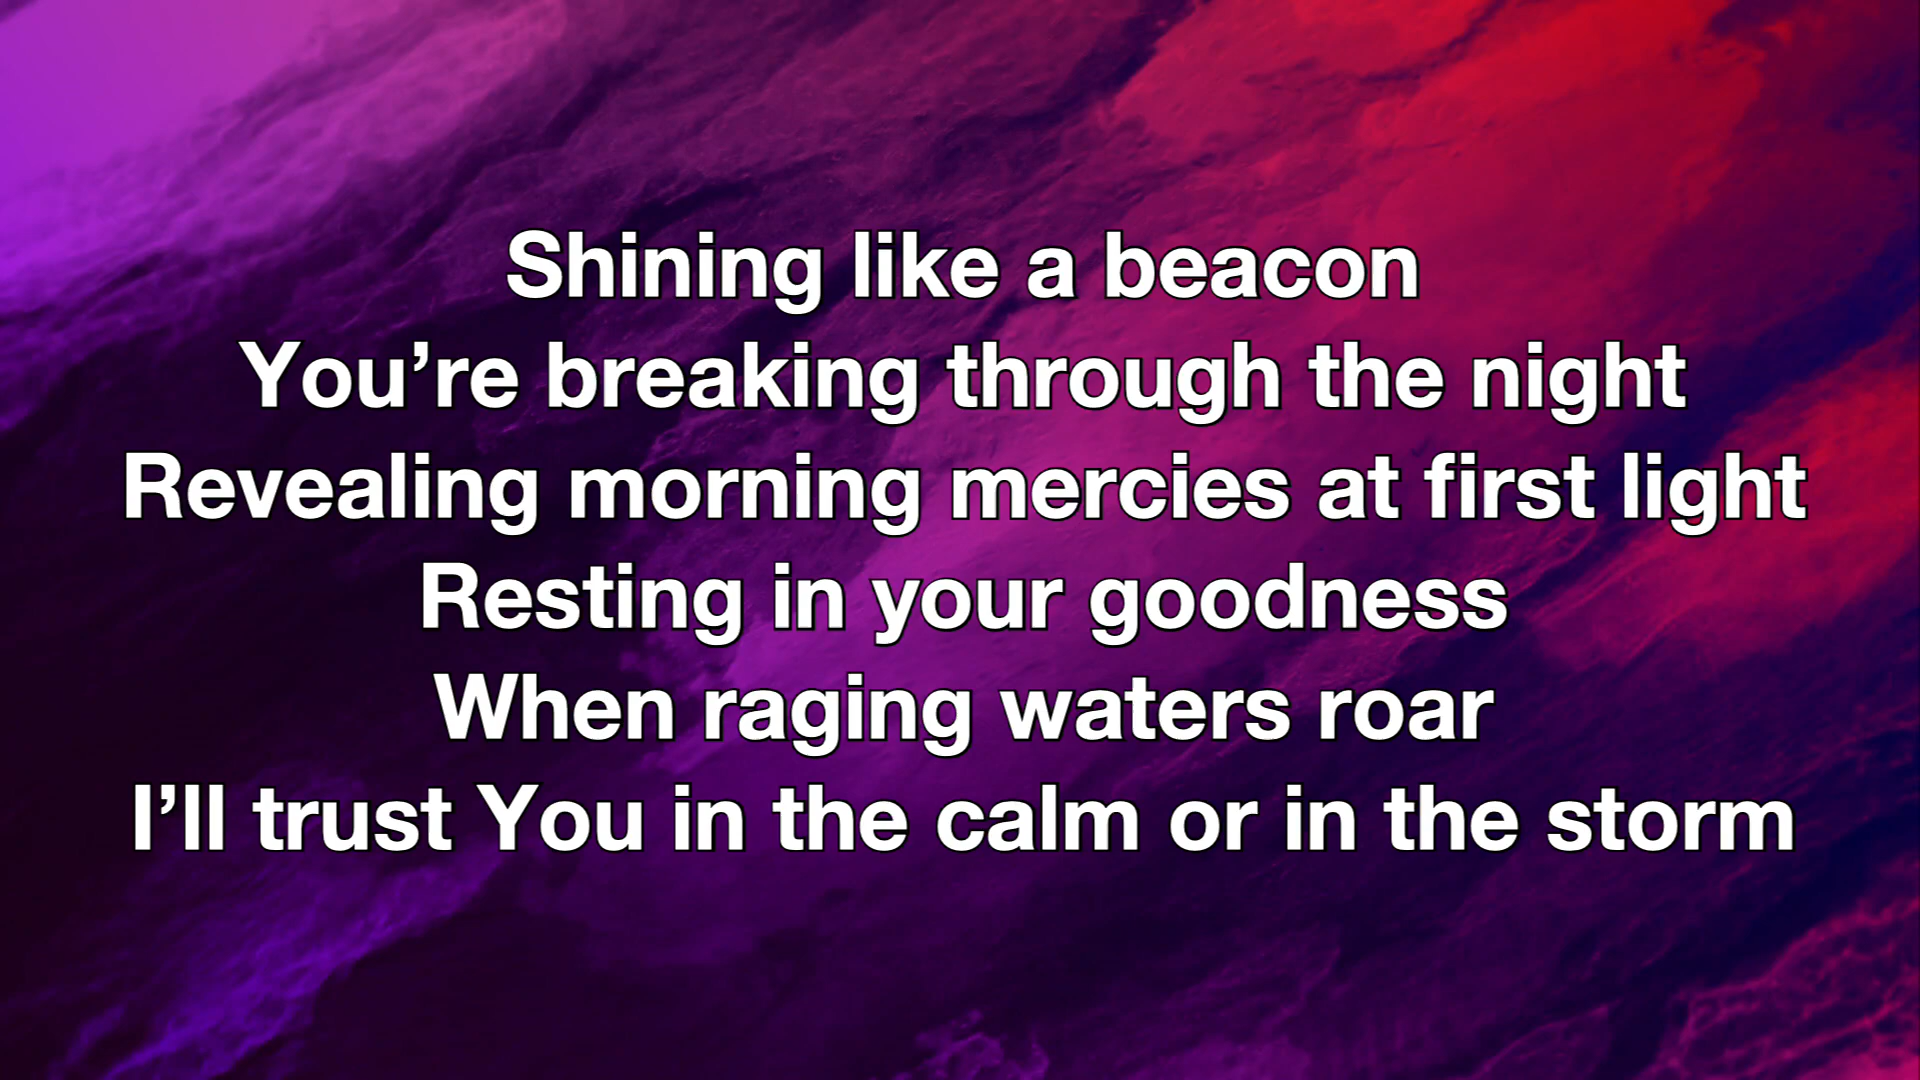 Shining like a beacon
You’re breaking through the night
Revealing morning mercies at first light
Resting in your goodness
When raging waters roar
I’ll trust You in the calm or in the storm